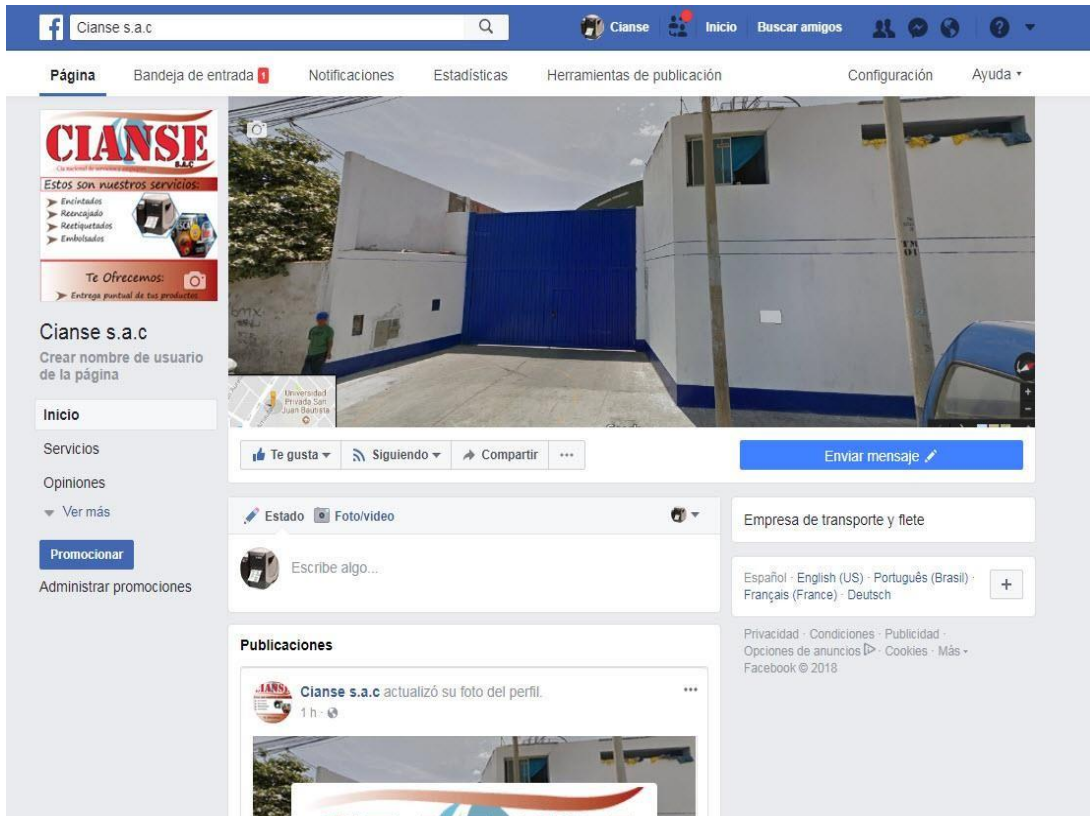 Cianse s.a.c
Cianse
Inicio
Buscar amigos
Página
Bandeja de entrada 1
Notificaciones
Estadísticas
Herramientas de publicación
Configuración
Ayuda
CIANSE
S.A.C
Estos son nuestros servicios:
Encintados
Reencajado
Reetiquetados
Embolsados
Te Ofrecemos:
Entrega puntual de tus productos
Universidad
Privada San
Juan Bautista
Cianse s.a.c
Crear nombre de usuario
de la página
Inicio
Servicios
Opiniones
Ver más
Promocionar
Administrar promociones
Te gusta
Siguiendo
Compartir
Enviar mensaje
Estado
Foto/video
Escribe algo...
Empresa de transporte y flete
Español · English (US) · Português (Brasil) ·
Français (France) · Deutsch
Privacidad · Condiciones · Publicidad ·
Opciones de anuncios · Cookies · Más
Facebook © 2018
Publicaciones
Cianse s.a.c actualizó su foto del perfil.
1 h ·